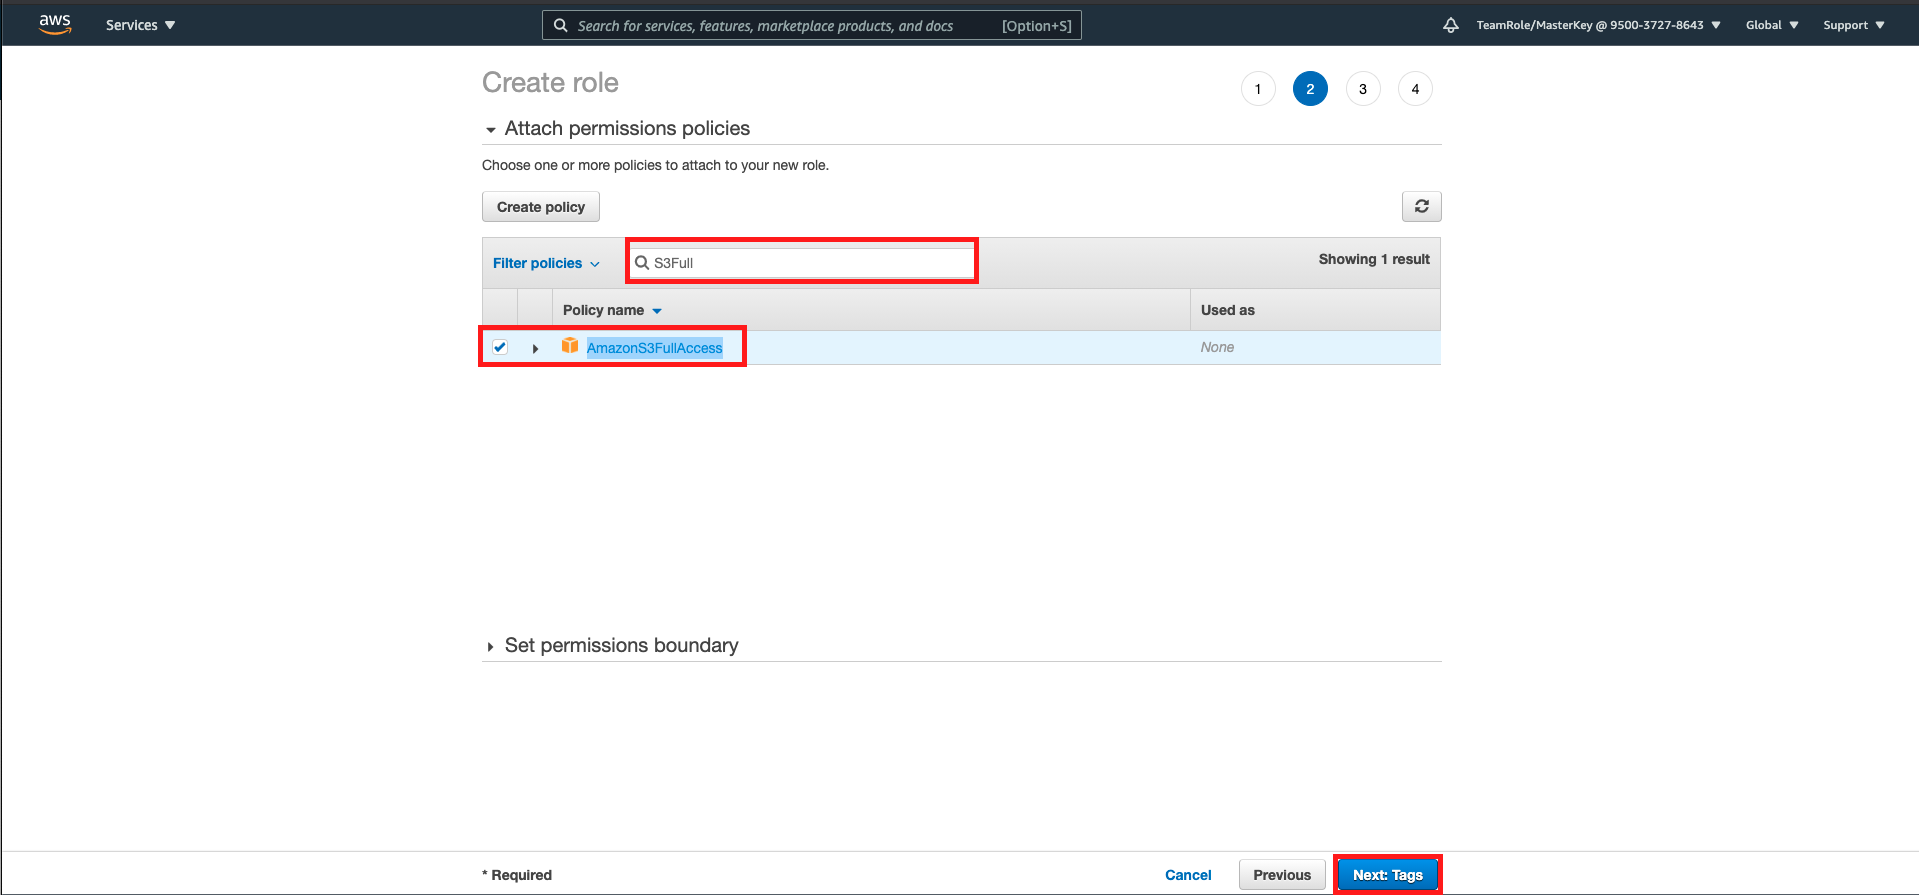 aws Services Search for services, features, marketplace products, and docs [Option+S] TeamRole/MasterKey @ 9500-3727-8643 Global Support
Create role 1 2 3 4
Attach permissions policies
Choose one or more policies to attach to your new role.
Create policy
Filter policies S3Full Showing 1 result
Policy name Used as
AmazonS3FullAccess None
Set permissions boundary
* Required Cancel Previous Next: Tags